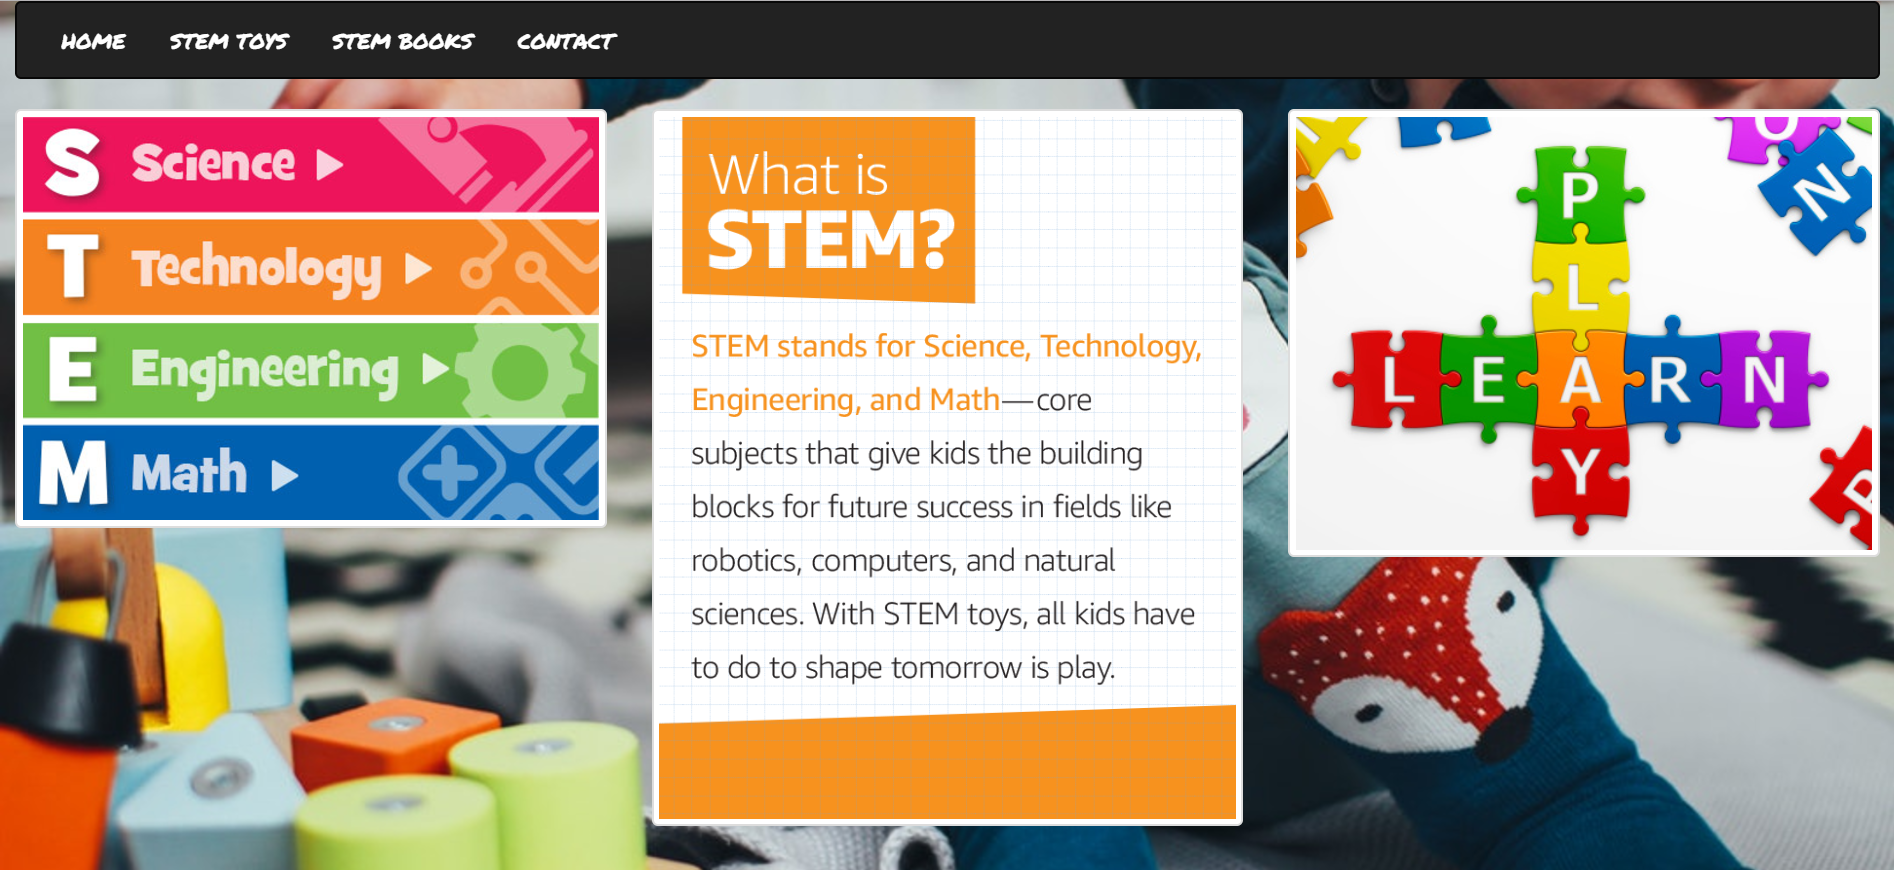 HOME STEM TOYS STEM BOOKS CONTACT
S Science
T Technology
E Engineering
M Math
What is
STEM?
STEM stands for Science, Technology,
Engineering, and Math—core
subjects that give kids the building
blocks for future success in fields like
robotics, computers, and natural
sciences. With STEM toys, all kids have
to do to shape tomorrow is play.
N
P
L
LEARN
Y